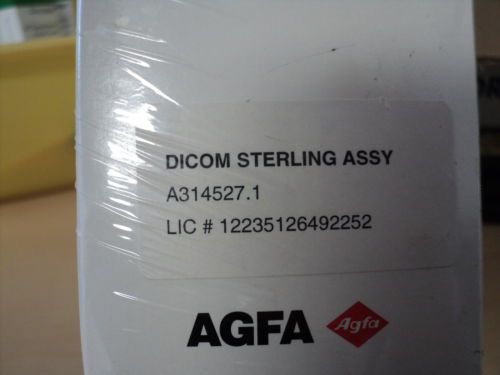 DICOM STERLING ASSY
A314527.1
LIC # 12235126492252
AGFA Agfa